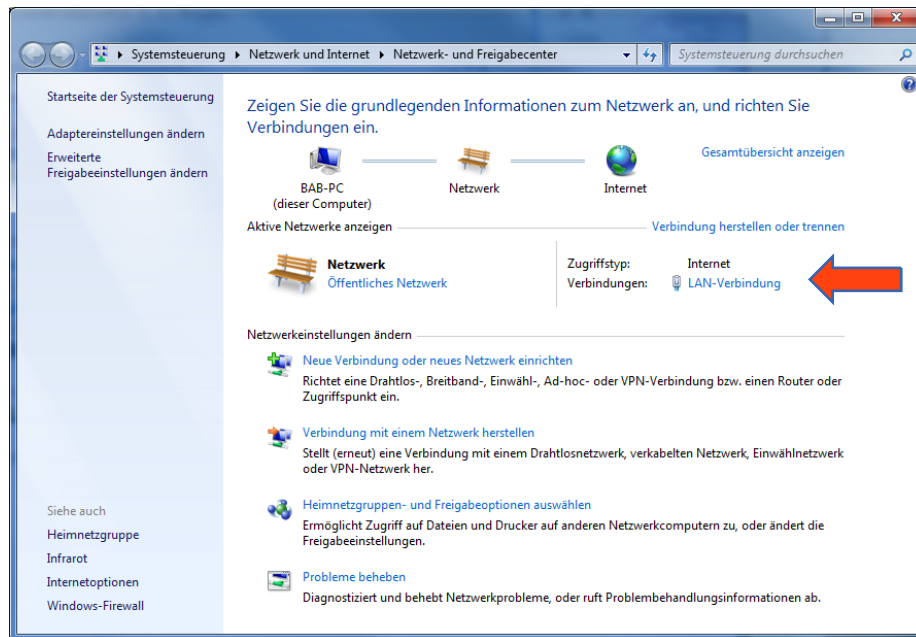 Systemsteuerung Netzwerk und Internet Netzwerk- und Freigabecenter
Systemsteuerung durchsuchen
Startseite der Systemsteuerung
Adaptereinstellungen ändern
Erweiterte
Freigabeeinstellungen ändern
Zeigen Sie die grundlegenden Informationen zum Netzwerk an, und richten Sie
Verbindungen ein.
Gesamtübersicht anzeigen
BAB-PC
(dieser Computer)
Netzwerk
Internet
Aktive Netzwerke anzeigen
Verbindung herstellen oder trennen
Netzwerk
Öffentliches Netzwerk
Zugriffstyp: Internet
Verbindungen: LAN-Verbindung
Netzwerkeinstellungen ändern
Neue Verbindung oder neues Netzwerk einrichten
Richtet eine Drahtlos-, Breitband-, Einwähl-, Ad-hoc- oder VPN-Verbindung bzw. einen Router oder
Zugriffspunkt ein.
Verbindung mit einem Netzwerk herstellen
Stellt (erneut) eine Verbindung mit einem Drahtlosnetzwerk, verkabelten Netzwerk, Einwählnetzwerk
oder VPN-Netzwerk her.
Heimnetzgruppen- und Freigabeoptionen auswählen
Ermöglicht Zugriff auf Dateien und Drucker auf anderen Netzwerkcomputern zu, oder ändert die
Freigabeeinstellungen.
Probleme beheben
Diagnostiziert und behebt Netzwerkprobleme, oder ruft Problembehandlungsinformationen ab.
Siehe auch
Heimnetzgruppe
Infrarot
Internetoptionen
Windows-Firewall